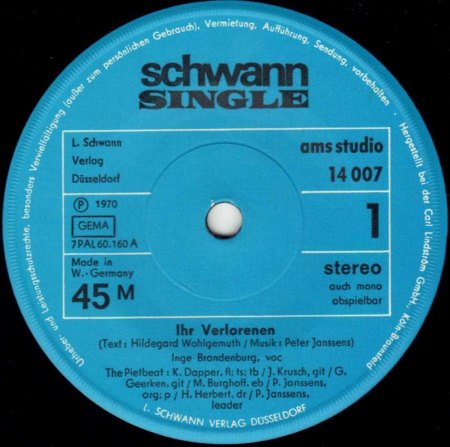 Urheber- und Leistungsschutzrechte, besonders Vervielfältigung (außer zum persönlichen Gebrauch), Vermietung, Aufführung, Sendung, vorbehalten · Hergestellt bei der Carl Lindström GmbH., Köln-Braunsfeld
schwann
SINGLE
L. Schwann
Verlag
Düsseldorf
ams studio
14 007
Ⓟ 1970
GEMA
7PAL60.160 A
1
Made in
W.-Germany
45 M
stereo
auch mono
abspielbar
Ihr Verlorenen
(Text: Hildegard Wohlgemuth / Musik: Peter Janssens)
Inge Brandenburg, voc
The Pietbeat: K. Dapper, fl; ts; tb / J. Krusch, git / G.
Geerken, git / M. Burghoff, eb / P. Janssens,
org; p / H. Herbert, dr / P. Janssens,
leader
L. SCHWANN VERLAG DÜSSELDORF